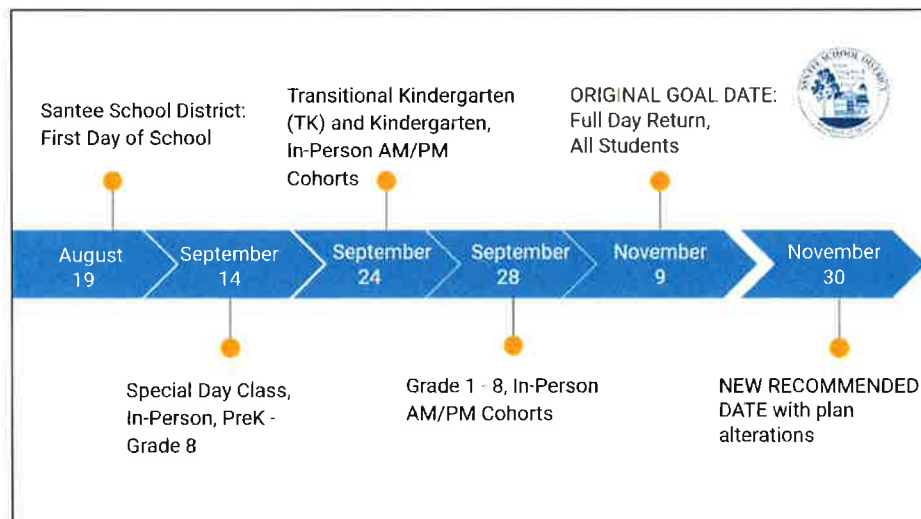 Santee School District:
First Day of School
Transitional Kindergarten
(TK) and Kindergarten,
In-Person AM/PM
Cohorts
ORIGINAL GOAL DATE:
Full Day Return,
All Students
SANTEE SCHOOL DISTRICT
August
19
September
14
September
24
September
28
November
9
November
30
Special Day Class,
In-Person, PreK -
Grade 8
Grade 1 - 8, In-Person
AM/PM Cohorts
NEW RECOMMENDED
DATE with plan
alterations